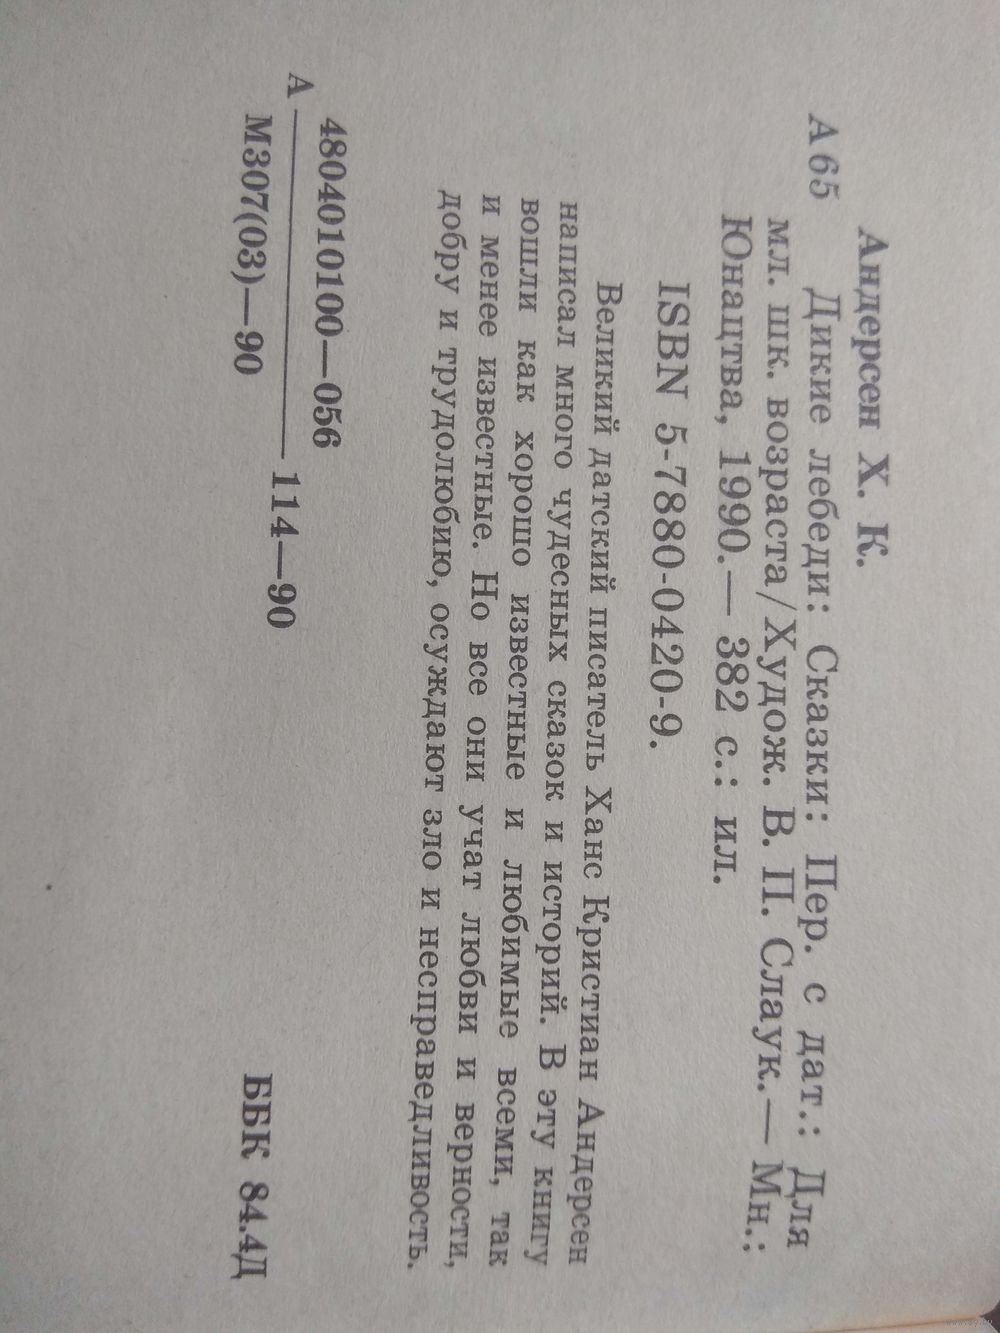 Андерсен Х. К.
А 65 Дикие лебеди: Сказки: Пер. с дат.: Для
мл. шк. возраста/Худож. В. П. Слаук.— Мн.:
Юнацтва, 1990.— 382 с.: ил.
ISBN 5-7880-0420-9.
Великий датский писатель Ханс Кристиан Андерсен
написал много чудесных сказок и историй. В эту книгу
вошли как хорошо известные и любимые всеми, так
и менее известные. Но все они учат любви и верности,
добру и трудолюбию, осуждают зло и несправедливость.
4804010100—056
А 114—90
М307(03)—90
ББК 84.4Д